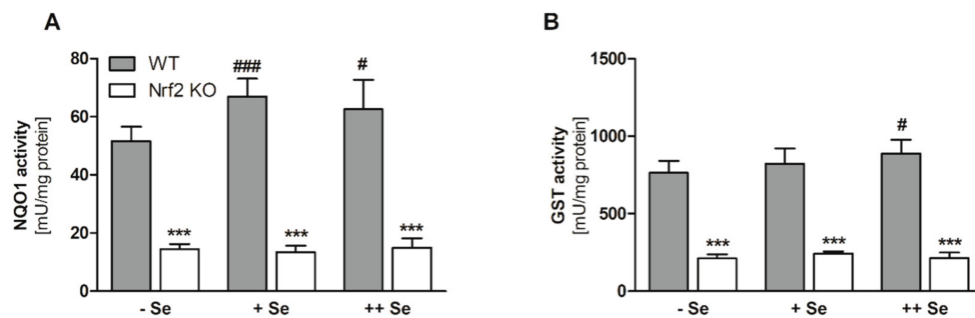 A
NQO1 activity
[mU/mg protein]
80
60
40
20
0
WT
Nrf2 KO
###
#
***
***
***
- Se
+ Se
++ Se
B
GST activity
[mU/mg protein]
1500
1000
500
0
#
***
***
***
- Se
+ Se
++ Se